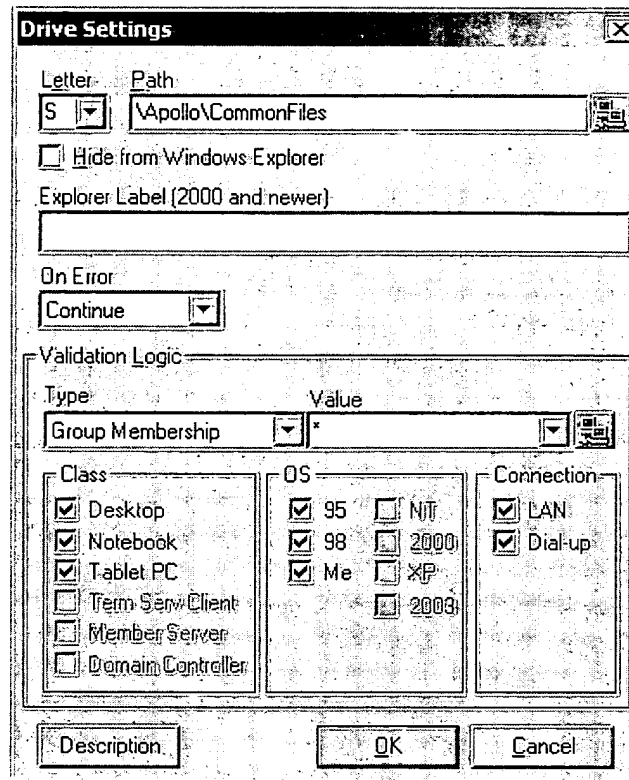 Drive Settings
Letter Path
S \Apollo\CommonFiles
Hide from Windows Explorer
Explorer Label (2000 and newer)
On Error
Continue
Validation Logic
Type Value
Group Membership *
Class
Desktop
Notebook
Tablet PC
Term Serv Client
Member Server
Domain Controller
OS
95 NT
98 2000
Me XP
2003
Connection
LAN
Dial-up
Description OK Cancel